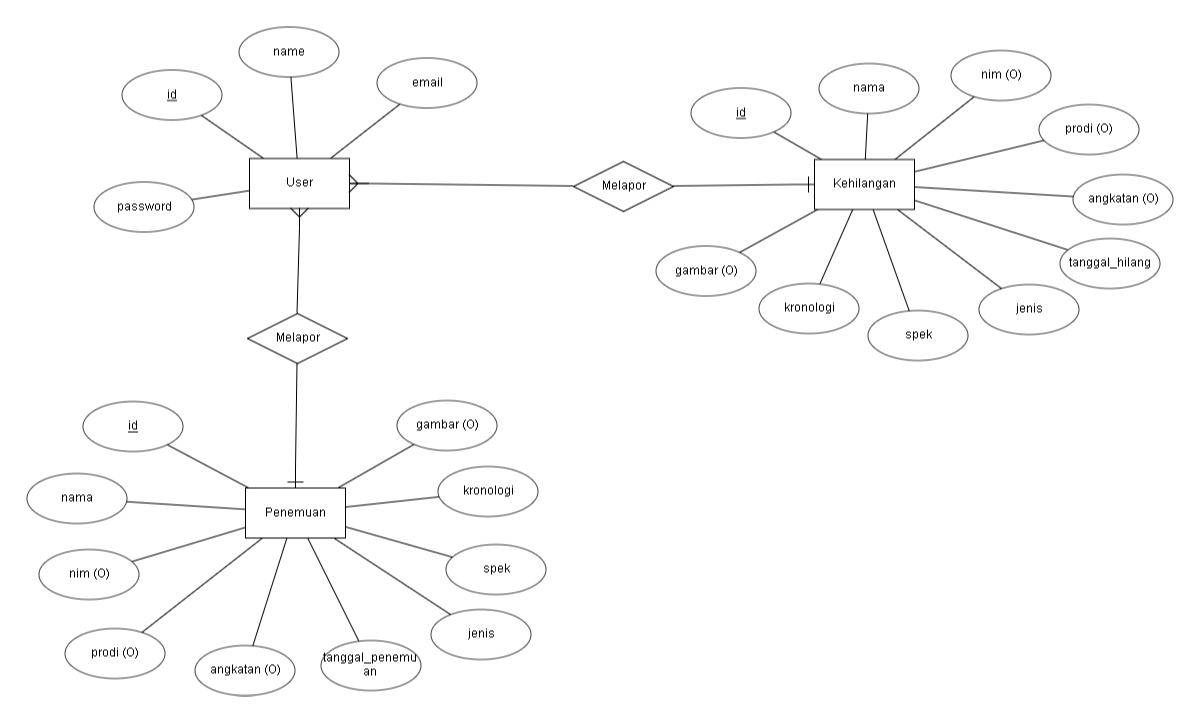 name
id
email
User
password
Melapor
id
nama
nim (O)
prodi (O)
Kehilangan
angkatan (O)
tanggal_hilang
gambar (O)
kronologi
jenis
spek
Melapor
id
gambar (O)
nama
kronologi
Penemuan
nim (O)
spek
prodi (O)
angkatan (O)
tanggal_penemu
an
jenis